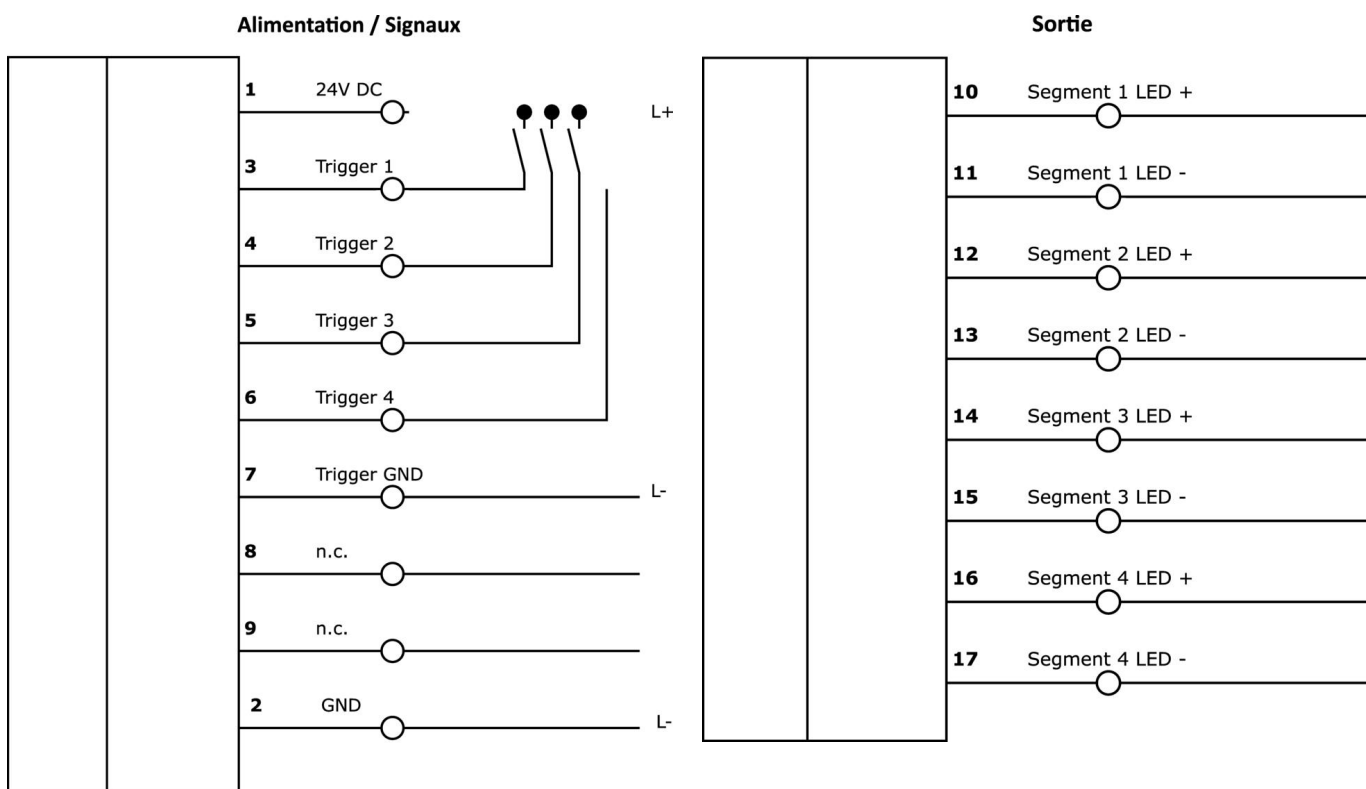 Alimentation / Signaux
1 24V DC L+
3 Trigger 1
4 Trigger 2
5 Trigger 3
6 Trigger 4
7 Trigger GND L-
8 n.c.
9 n.c.
2 GND L-
Sortie
10 Segment 1 LED +
11 Segment 1 LED -
12 Segment 2 LED +
13 Segment 2 LED -
14 Segment 3 LED +
15 Segment 3 LED -
16 Segment 4 LED +
17 Segment 4 LED -